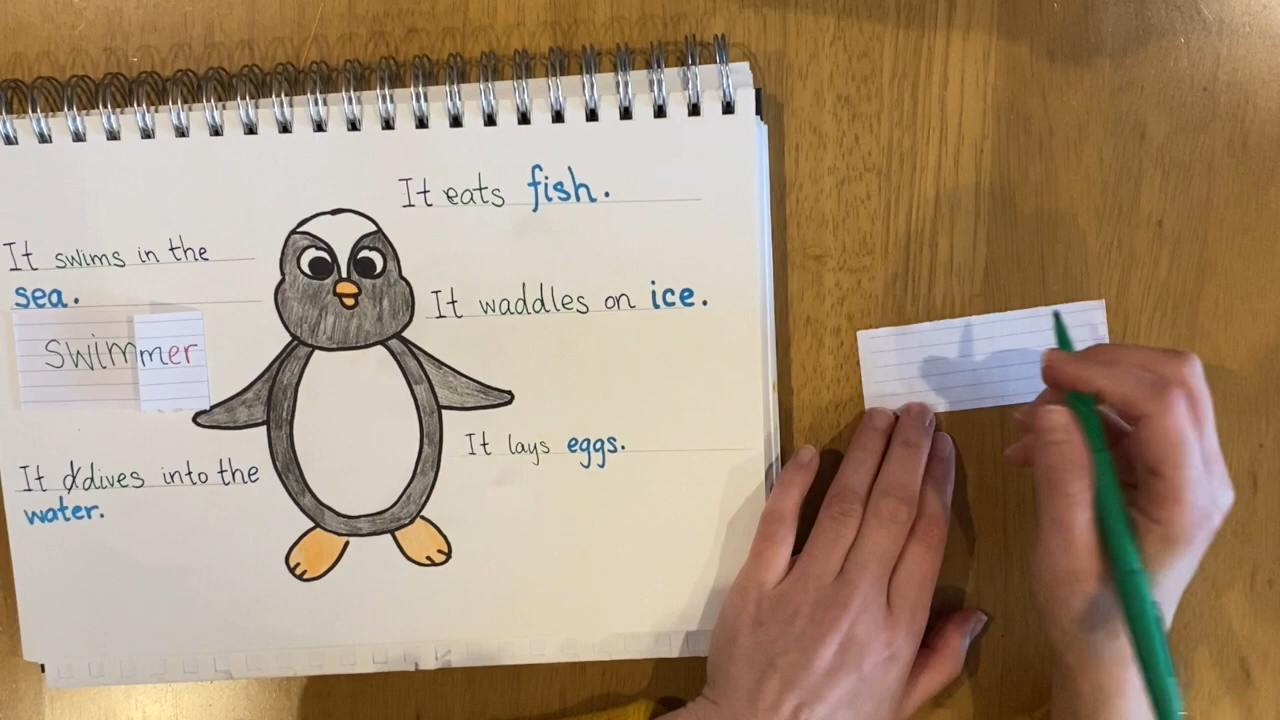 It eats fish.
It swims in the
sea.
It waddles on ice.
swimmer
It lays eggs.
It dives into the
water.